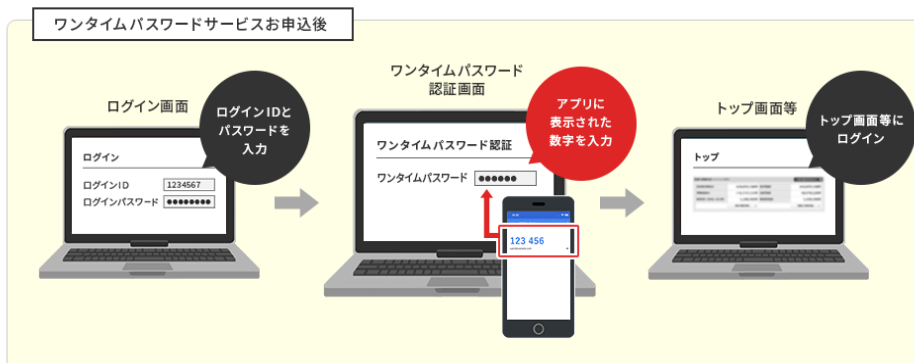 ワンタイムパスワードサービスお申込後
ログイン画面
ログインIDと
パスワードを
入力
ログイン
ログインID 1234567
ログインパスワード ●●●●●●●●
ワンタイムパスワード
認証画面
アプリに
表示された
数字を入力
ワンタイムパスワード認証
ワンタイムパスワード ●●●●●●
123 456
トップ画面等
トップ画面等に
ログイン
トップ